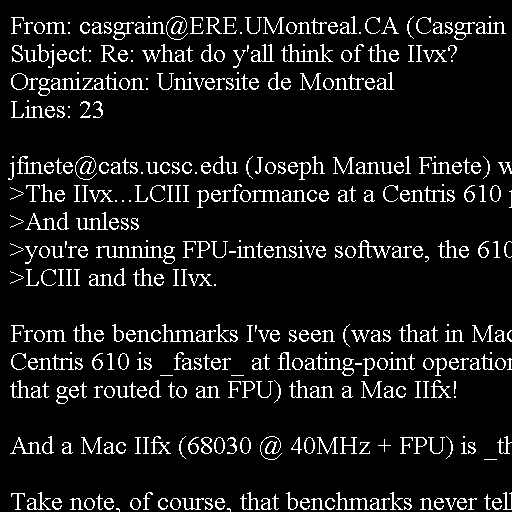 From: casgrain@ERE.UMontreal.CA (Casgrain
Subject: Re: what do y'all think of the IIvx?
Organization: Universite de Montreal
Lines: 23
jfinete@cats.ucsc.edu (Joseph Manuel Finete) w
>The IIvx...LCIII performance at a Centris 610 p
>And unless
>you're running FPU-intensive software, the 610
>LCIII and the IIvx.
From the benchmarks I've seen (was that in Mac
Centris 610 is _faster_ at floating-point operation
that get routed to an FPU) than a Mac IIfx!
And a Mac IIfx (68030 @ 40MHz + FPU) is _th
Take note, of course, that benchmarks never tell